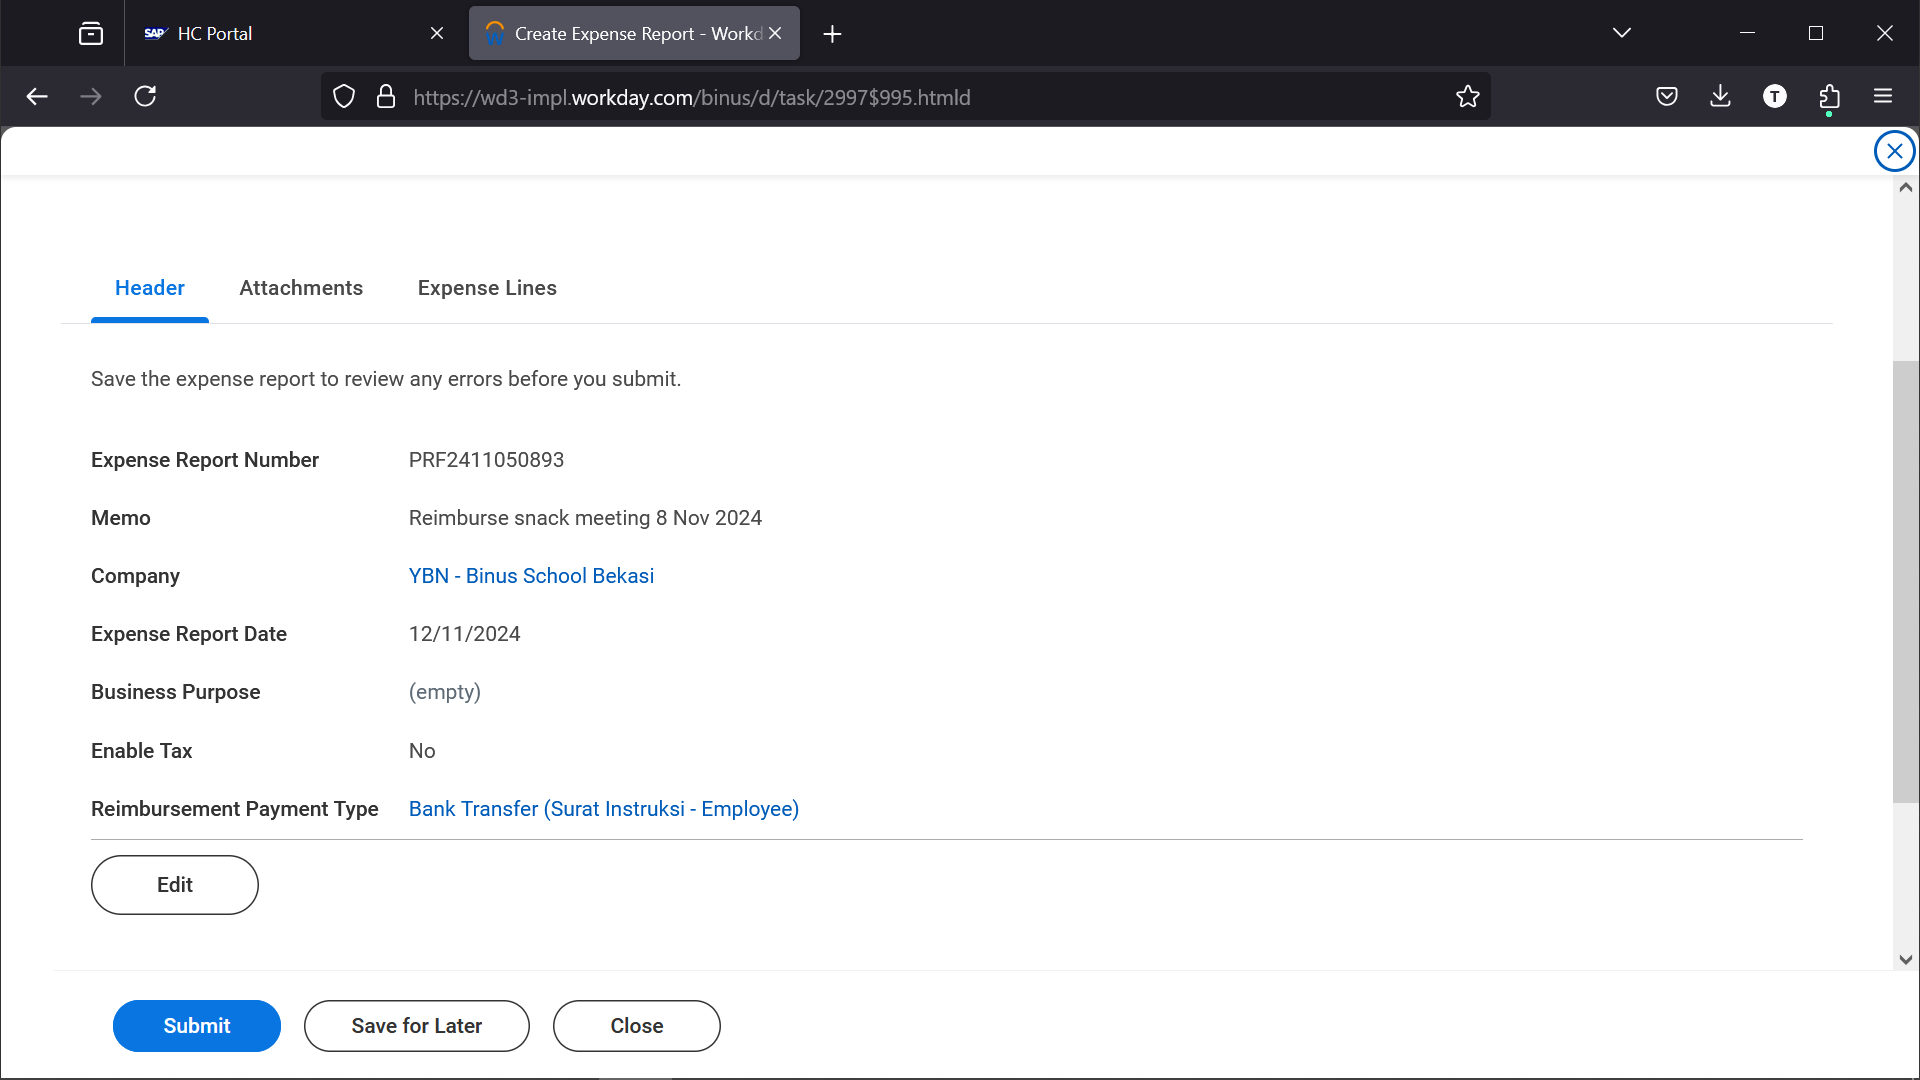 SAP HC Portal
Create Expense Report - Workd
https://wd3-impl.workday.com/binus/d/task/2997$995.htmld
T
Header Attachments Expense Lines
Save the expense report to review any errors before you submit.
Expense Report Number PRF2411050893
Memo Reimburse snack meeting 8 Nov 2024
Company YBN - Binus School Bekasi
Expense Report Date 12/11/2024
Business Purpose (empty)
Enable Tax No
Reimbursement Payment Type Bank Transfer (Surat Instruksi - Employee)
Edit
Submit Save for Later Close